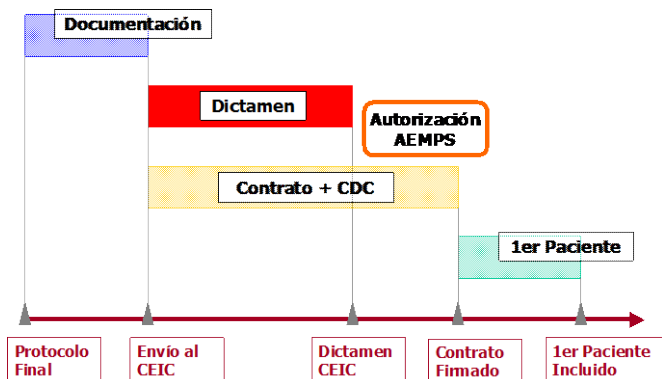 Documentación
Dictamen
Autorización
AEMPS
Contrato + CDC
1er Paciente
Protocolo
Final
Envío al
CEIC
Dictamen
CEIC
Contrato
Firmado
1er Paciente
Incluido